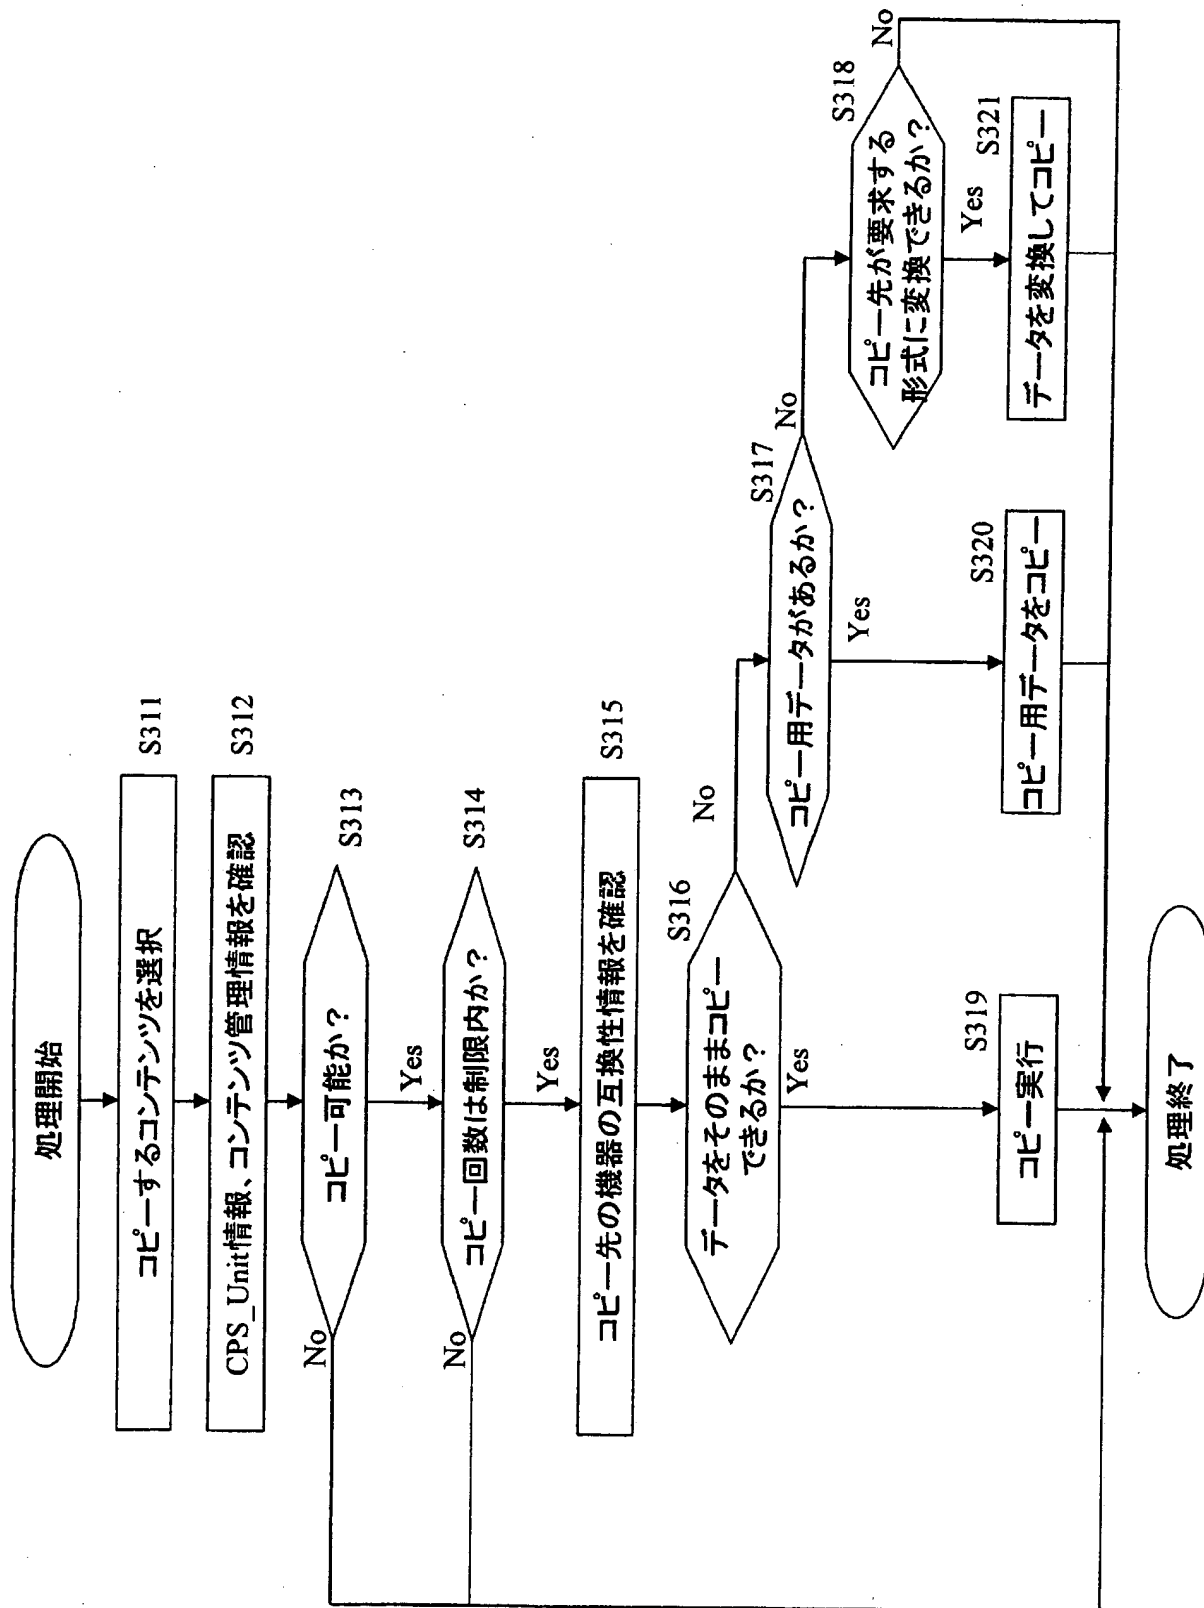 処理開始
コピーするコンテンツを選択
S311
CPS_Unit情報、コンテンツ管理情報を確認
S312
コピー可能か？
S313
No
Yes
コピー回数は制限内か？
S314
No
Yes
コピー先の機器の互換性情報を確認
S315
データをそのままコピー
できるか？
S316
No
Yes
コピー用データがあるか？
S317
No
Yes
コピー先が要求する
形式に変換できるか？
S318
No
Yes
コピー実行
S319
コピー用データをコピー
S320
データを変換してコピー
S321
処理終了